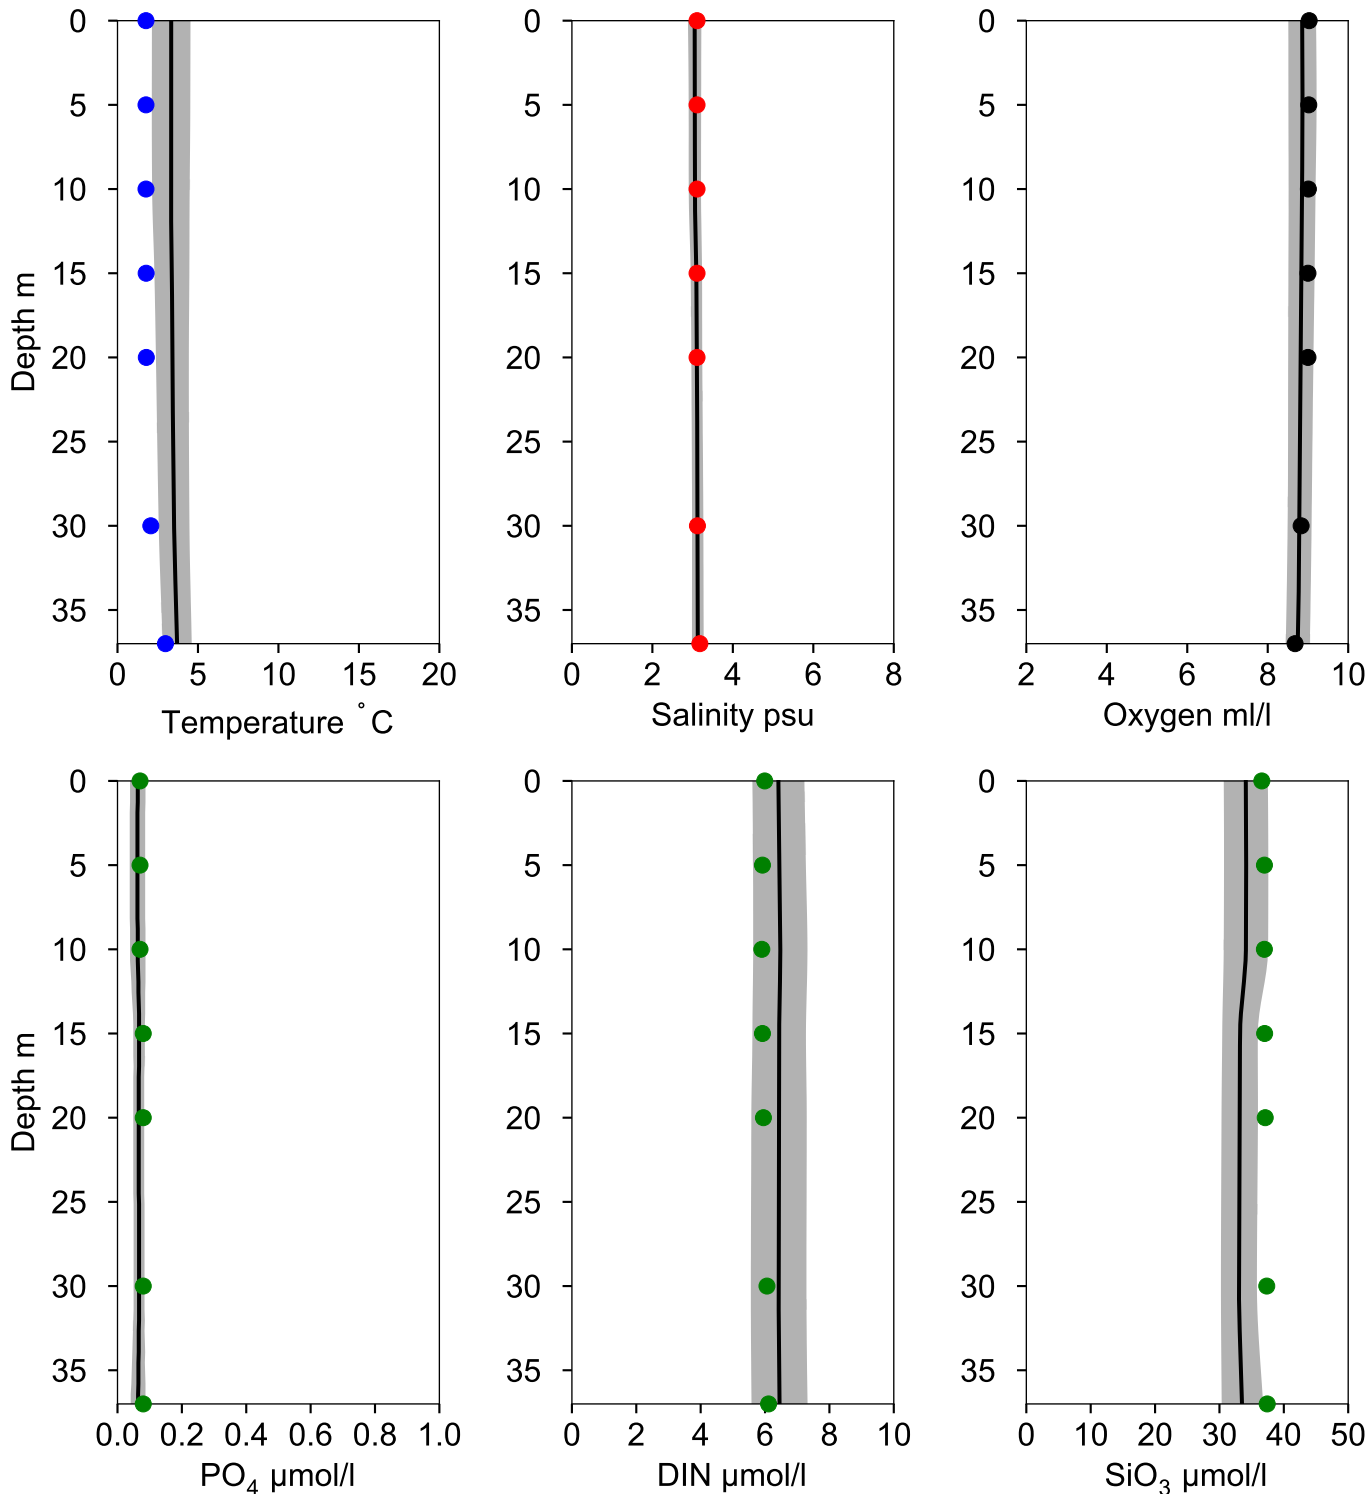 0 0 0
5 5 5
10 10 10
15 15 15
20 20 20
25 25 25
30 30 30
35 35 35
Depth m
0 5 10 15 20 0 2 4 6 8 2 4 6 8 10
Temperature °C Salinity psu Oxygen ml/l
0 0 0
5 5 5
10 10 10
15 15 15
20 20 20
25 25 25
30 30 30
35 35 35
Depth m
0.0 0.2 0.4 0.6 0.8 1.0 0 2 4 6 8 10 0 10 20 30 40 50
PO₄ µmol/l DIN µmol/l SiO₃ µmol/l